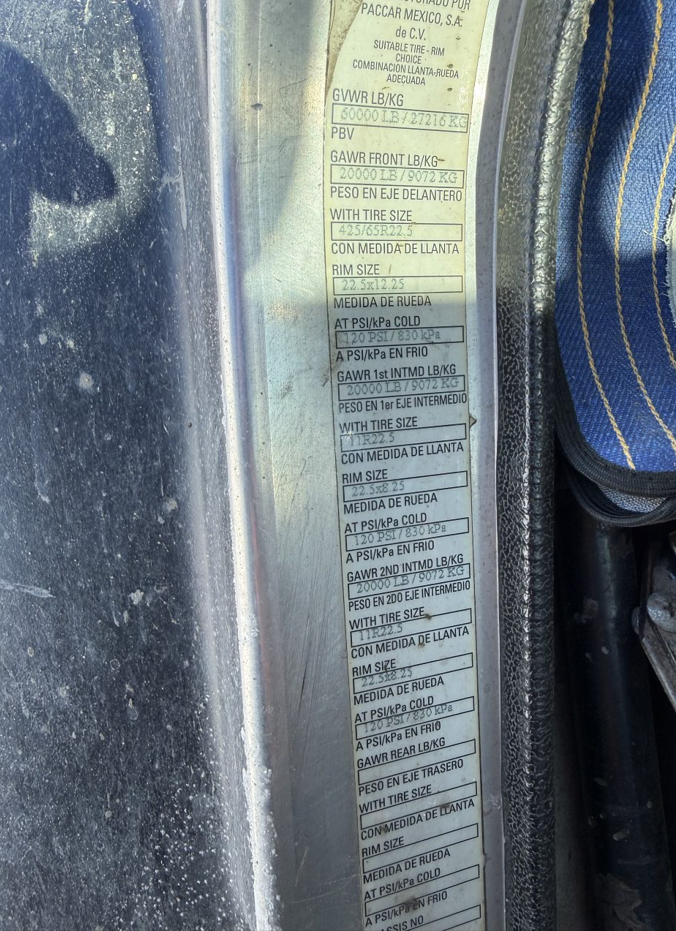 POR
PACCAR MEXICO, S.A.
de C.V.
SUITABLE TIRE - RIM
CHOICE
COMBINACION LLANTA-RUEDA
ADECUADA
GVWR LB/KG
60000 LB / 27216 KG
PBV
GAWR FRONT LB/KG
20000 LB / 9072 KG
PESO EN EJE DELANTERO
WITH TIRE SIZE
425/65R22.5
CON MEDIDA DE LLANTA
RIM SIZE
22.5x12.25
MEDIDA DE RUEDA
AT PSI/kPa COLD
120 PSI / 830 kPa
A PSI/kPa EN FRIO
GAWR 1st INTMD LB/KG
20000 LB / 9072 KG
PESO EN 1er EJE INTERMEDIO
WITH TIRE SIZE
11R22.5
CON MEDIDA DE LLANTA
RIM SIZE
22.5x8.25
MEDIDA DE RUEDA
AT PSI/kPa COLD
120 PSI / 830 kPa
A PSI/kPa EN FRIO
GAWR 2ND INTMD LB/KG
20000 LB / 9072 KG
PESO EN 2DO EJE INTERMEDIO
WITH TIRE SIZE
11R22.5
CON MEDIDA DE LLANTA
RIM SIZE
22.5x8.25
MEDIDA DE RUEDA
AT PSI/kPa COLD
120 PSI / 830 kPa
A PSI/kPa EN FRIO
GAWR REAR LB/KG
PESO EN EJE TRASERO
WITH TIRE SIZE
CON MEDIDA DE LLANTA
RIM SIZE
MEDIDA DE RUEDA
AT PSI/kPa COLD
A PSI/kPa EN FRIO
ASSIS NO